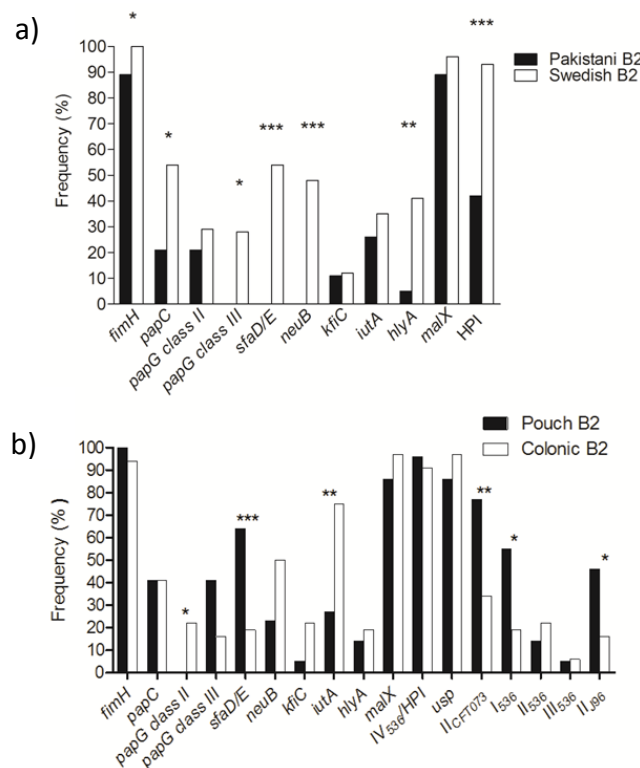 a)
* * * *** *** ** ***
Pakistani B2
Swedish B2
Frequency (%)
100
90
80
70
60
50
40
30
20
10
0
fimH papC papG class II papG class III sfaD/E neuB kfiC iutA hlyA malX HPI
b)
Pouch B2
Colonic B2
Frequency (%)
100
90
80
70
60
50
40
30
20
10
0
* *** ** ** * *
fimH papC papG class II papG class III sfaD/E neuB kfiC iutA hlyA malX IV536/HPI usp IICFT073 I536 II536 III536 IIJ96